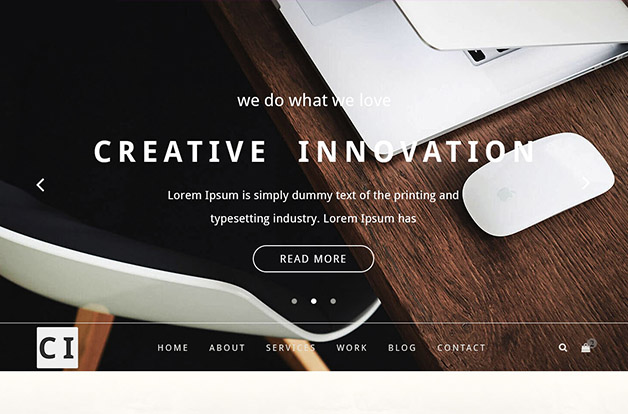 we do what we love
CREATIVE INNOVATION
Lorem Ipsum is simply dummy text of the printing and
typesetting industry. Lorem Ipsum has
READ MORE
CI
HOME ABOUT SERVICES WORK BLOG CONTACT